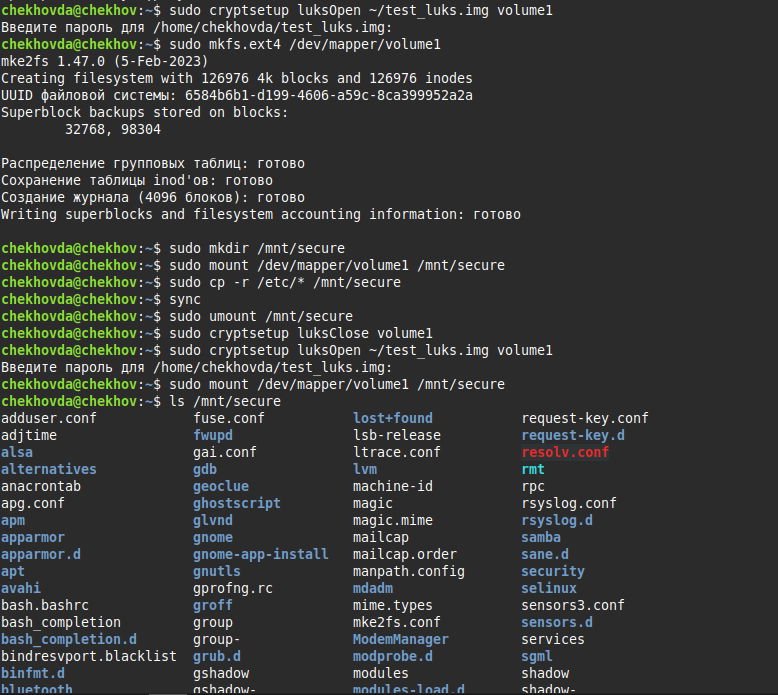 chekhovda@chekhov:~$ sudo cryptsetup luksOpen ~/test_luks.img volume1
Введите пароль для /home/chekhovda/test_luks.img:
chekhovda@chekhov:~$ sudo mkfs.ext4 /dev/mapper/volume1
mke2fs 1.47.0 (5-Feb-2023)
Creating filesystem with 126976 4k blocks and 126976 inodes
UUID файловой системы: 6584b6b1-d199-4606-a59c-8ca399952a2a
Superblock backups stored on blocks:
        32768, 98304

Распределение групповых таблиц: готово
Сохранение таблицы inod'ов: готово
Создание журнала (4096 блоков): готово
Writing superblocks and filesystem accounting information: готово

chekhovda@chekhov:~$ sudo mkdir /mnt/secure
chekhovda@chekhov:~$ sudo mount /dev/mapper/volume1 /mnt/secure
chekhovda@chekhov:~$ sudo cp -r /etc/* /mnt/secure
chekhovda@chekhov:~$ sync
chekhovda@chekhov:~$ sudo umount /mnt/secure
chekhovda@chekhov:~$ sudo cryptsetup luksClose volume1
chekhovda@chekhov:~$ sudo cryptsetup luksOpen ~/test_luks.img volume1
Введите пароль для /home/chekhovda/test_luks.img:
chekhovda@chekhov:~$ sudo mount /dev/mapper/volume1 /mnt/secure
chekhovda@chekhov:~$ ls /mnt/secure
adduser.conf            fuse.conf           lost+found           request-key.conf
adjtime                 fwupd               lsb-release          request-key.d
alsa                    gai.conf            ltrace.conf          resolv.conf
alternatives            gdb                 lvm                  rmt
anacrontab              geoclue             machine-id           rpc
apg.conf                ghostscript         magic                rsyslog.conf
apm                     glvnd               magic.mime           rsyslog.d
apparmor                gnome               mailcap              samba
apparmor.d              gnome-app-install   mailcap.order        sane.d
apt                     gnutls              manpath.config       security
avahi                   gprofng.rc          mdadm                selinux
bash.bashrc             groff               mime.types           sensors3.conf
bash_completion         group               mke2fs.conf          sensors.d
bash_completion.d       group-              ModemManager         services
bindresvport.blacklist  grub.d              modprobe.d           sgml
binfmt.d                gshadow             modules              shadow
bluetooth               gshadow-            modules-load.d       shadow-